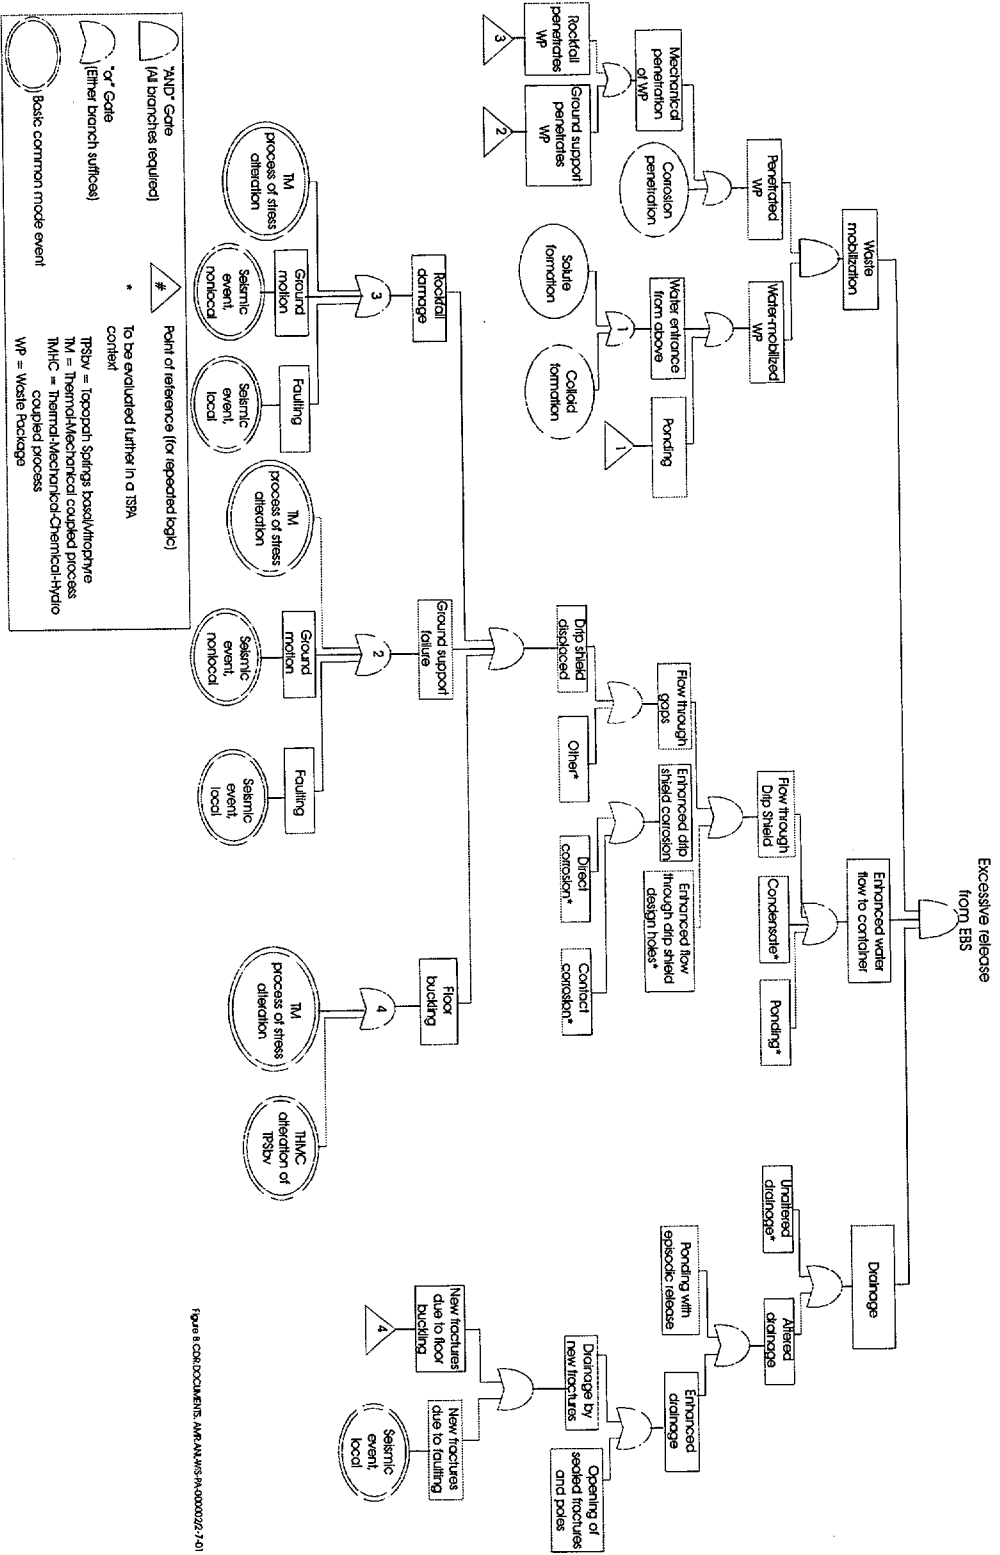 Excessive release
from EBS
Waste
mobilization
Enhanced water
flow to container
Drainage
Penetrated
WP
Water-mobilized
WP
Flow through
Drip Shield
Condensate*
Ponding*
Unaltered
drainage*
Altered
drainage
Mechanical
penetration
of WP
Corrosion
penetration
Water entrance
from above
Ponding
1
Flow through
gaps
Enhanced drip
shield corrosion
Enhanced flow
through drip shield
design holes*
Ponding with
episodic release
Enhanced
drainage
Rockfall
penetrates
WP
3
Ground support
penetrates
WP
2
1
Solute
formation
Colloid
formation
Drip shield
displaced
Other*
Direct
corrosion*
Contact
corrosion*
Drainage by
new fractures
Opening of
sealed fractures
and poles
Rockfall
damage
Ground support
failure
Floor
buckling
New fractures
due to floor
buckling
4
New fractures
due to faulting
Seismic
event,
local
3
TM
process of stress
alteration
Ground
motion
Seismic
event,
nonlocal
Faulting
Seismic
event,
local
2
TM
process of stress
alteration
Ground
motion
Seismic
event,
nonlocal
Faulting
Seismic
event,
local
4
TM
process of stress
alteration
THMC
alteration of
TPSbv
"AND" Gate
(All branches required)
"or" Gate
(Either branch suffices)
Basic common mode event
#
Point of reference (for repeated logic)
*
To be evaluated further in a TSPA
context
TPSbv = Topopah Springs basal/vitrophyre
TM = Thermal-Mechanical coupled process
TMHC = Thermal-Mechanical-Chemical-Hydro
coupled process
WP = Waste Package